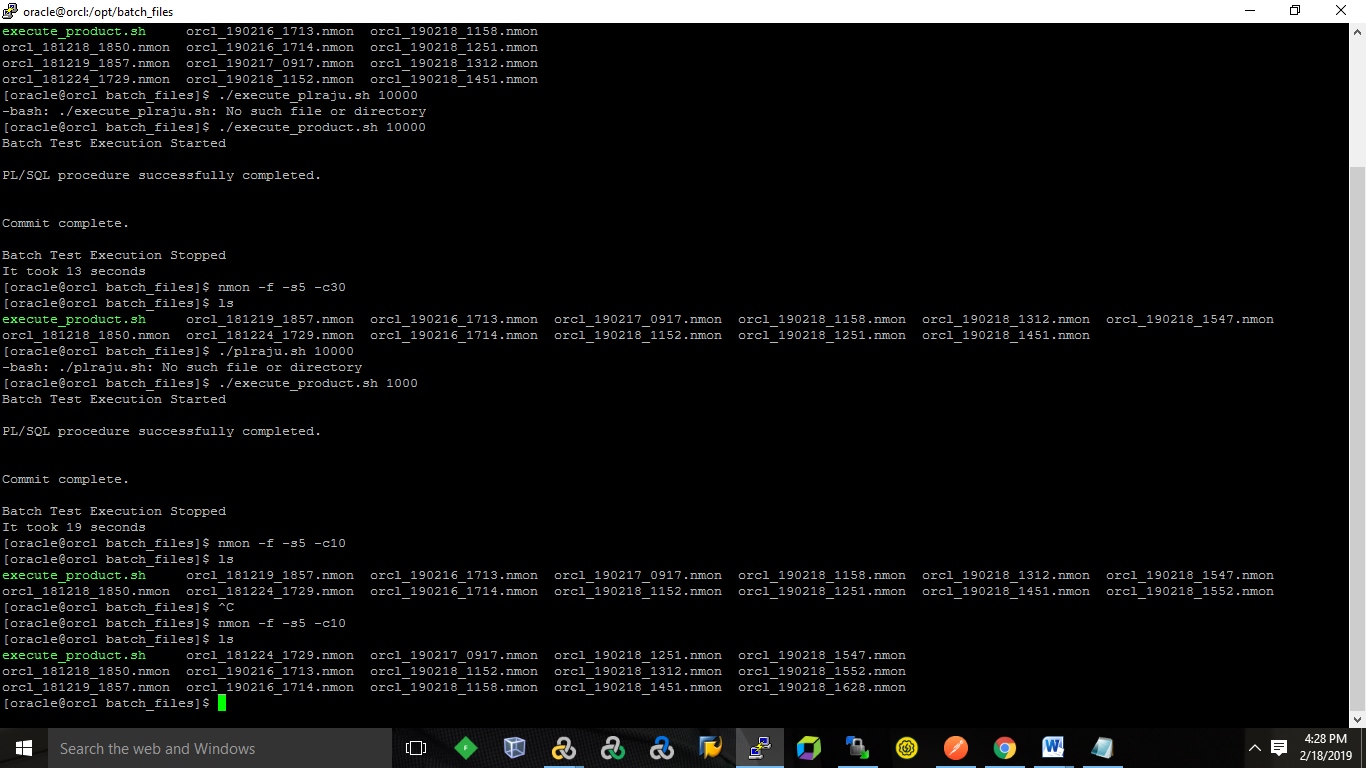 oracle@orcl:/opt/batch_files
execute_product.sh     orcl_190216_1713.nmon  orcl_190218_1158.nmon
orcl_181218_1850.nmon  orcl_190216_1714.nmon  orcl_190218_1251.nmon
orcl_181219_1857.nmon  orcl_190217_0917.nmon  orcl_190218_1312.nmon
orcl_181224_1729.nmon  orcl_190218_1152.nmon  orcl_190218_1451.nmon
[oracle@orcl batch_files]$ ./execute_plraju.sh 10000
-bash: ./execute_plraju.sh: No such file or directory
[oracle@orcl batch_files]$ ./execute_product.sh 10000
Batch Test Execution Started
PL/SQL procedure successfully completed.
Commit complete.
Batch Test Execution Stopped
It took 13 seconds
[oracle@orcl batch_files]$ nmon -f -s5 -c30
[oracle@orcl batch_files]$ ls
execute_product.sh     orcl_181219_1857.nmon  orcl_190216_1713.nmon  orcl_190217_0917.nmon  orcl_190218_1158.nmon  orcl_190218_1312.nmon  orcl_190218_1547.nmon
orcl_181218_1850.nmon  orcl_181224_1729.nmon  orcl_190216_1714.nmon  orcl_190218_1152.nmon  orcl_190218_1251.nmon  orcl_190218_1451.nmon
[oracle@orcl batch_files]$ ./plraju.sh 10000
-bash: ./plraju.sh: No such file or directory
[oracle@orcl batch_files]$ ./execute_product.sh 1000
Batch Test Execution Started
PL/SQL procedure successfully completed.
Commit complete.
Batch Test Execution Stopped
It took 19 seconds
[oracle@orcl batch_files]$ nmon -f -s5 -c10
[oracle@orcl batch_files]$ ls
execute_product.sh     orcl_181219_1857.nmon  orcl_190216_1713.nmon  orcl_190217_0917.nmon  orcl_190218_1158.nmon  orcl_190218_1312.nmon  orcl_190218_1547.nmon
orcl_181218_1850.nmon  orcl_181224_1729.nmon  orcl_190216_1714.nmon  orcl_190218_1152.nmon  orcl_190218_1251.nmon  orcl_190218_1451.nmon  orcl_190218_1552.nmon
[oracle@orcl batch_files]$ ^C
[oracle@orcl batch_files]$ nmon -f -s5 -c10
[oracle@orcl batch_files]$ ls
execute_product.sh     orcl_181224_1729.nmon  orcl_190217_0917.nmon  orcl_190218_1251.nmon  orcl_190218_1547.nmon
orcl_181218_1850.nmon  orcl_190216_1713.nmon  orcl_190218_1152.nmon  orcl_190218_1312.nmon  orcl_190218_1552.nmon
orcl_181219_1857.nmon  orcl_190216_1714.nmon  orcl_190218_1158.nmon  orcl_190218_1451.nmon  orcl_190218_1628.nmon
[oracle@orcl batch_files]$
Search the web and Windows
4:28 PM
2/18/2019